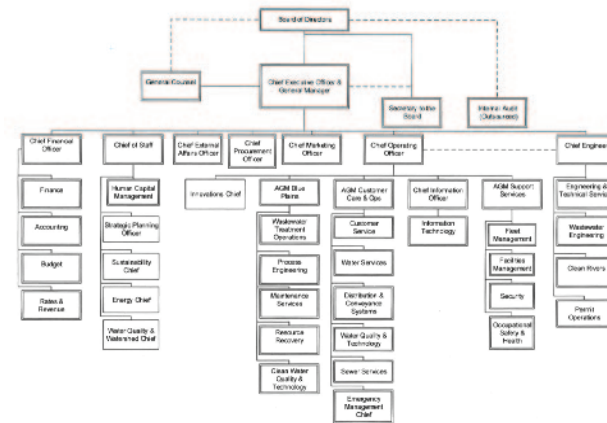 Board of Directors
General Counsel
Chief Executive Officer &
General Manager
Secretary to the
Board
Internal Audit
(Outsourced)
Chief Financial
Officer
Chief of Staff
Chief External
Affairs Officer
Chief
Procurement
Officer
Chief Marketing
Officer
Chief Operating
Officer
Chief Engineer
Finance
Accounting
Budget
Rates &
Revenue
Human Capital
Management
Strategic Planning
Officer
Sustainability
Chief
Energy Chief
Water Quality &
Watershed Chief
Innovations Chief
AGM Blue
Plains
Wastewater
Treatment
Operations
Process
Engineering
Maintenance
Services
Resource
Recovery
Clean Water
Quality &
Technology
AGM Customer
Care & Ops
Customer
Service
Water Services
Distribution &
Conveyance
Systems
Water Quality &
Technology
Sewer Services
Emergency
Management
Chief
Chief Information
Officer
Information
Technology
AGM Support
Services
Fleet
Management
Facilities
Management
Security
Occupational
Safety &
Health
Engineering &
Technical Service
Wastewater
Engineering
Clean Rivers
Permit
Operations